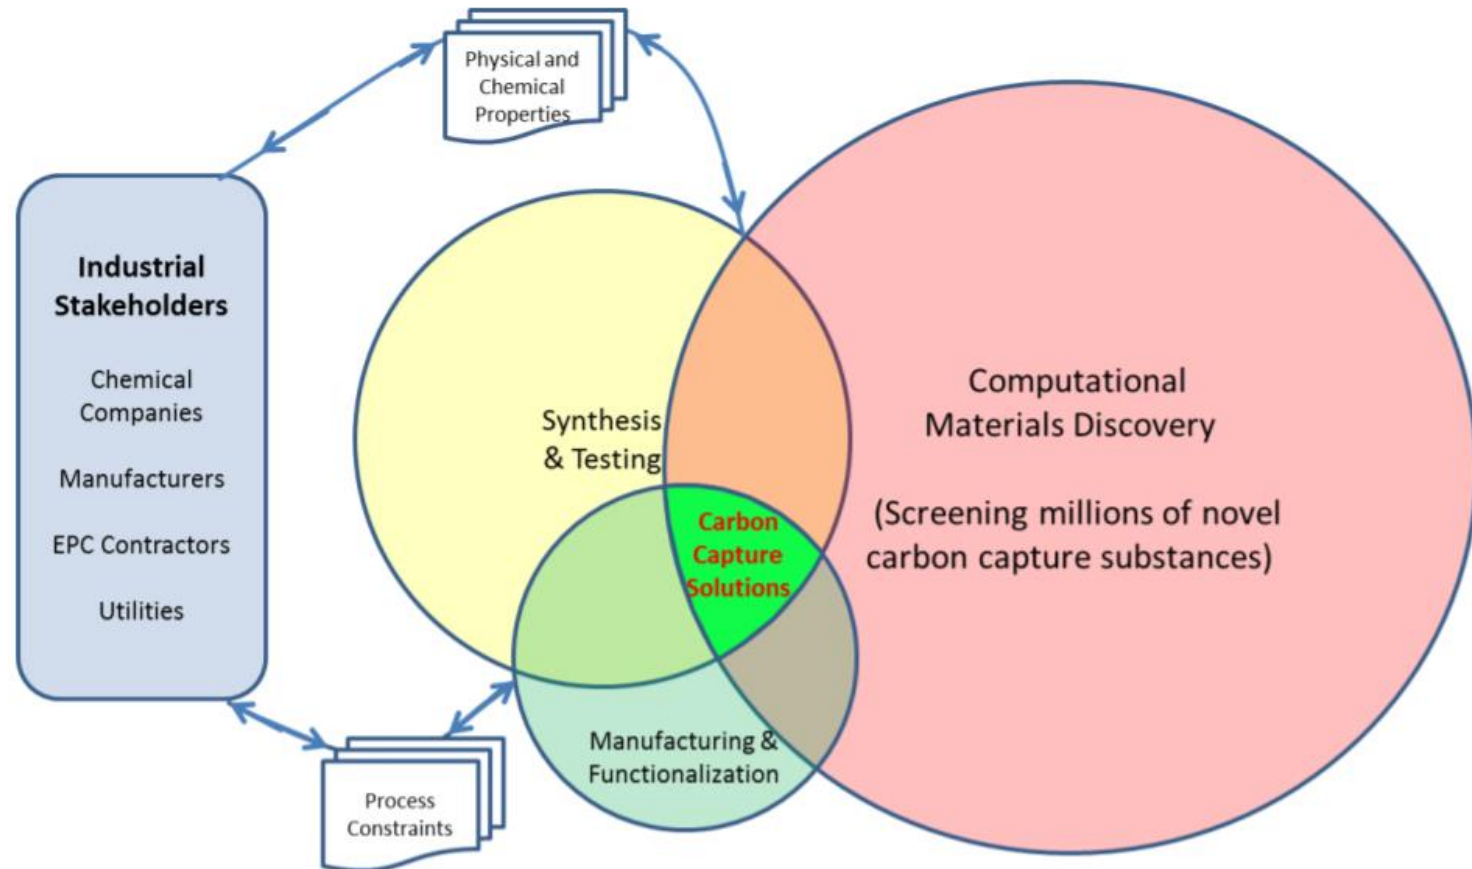 Physical and
Chemical
Properties
Industrial
Stakeholders
Chemical
Companies
Manufacturers
EPC Contractors
Utilities
Synthesis
& Testing
Computational
Materials Discovery
(Screening millions of novel
carbon capture substances)
Carbon
Capture
Solutions
Manufacturing &
Functionalization
Process
Constraints